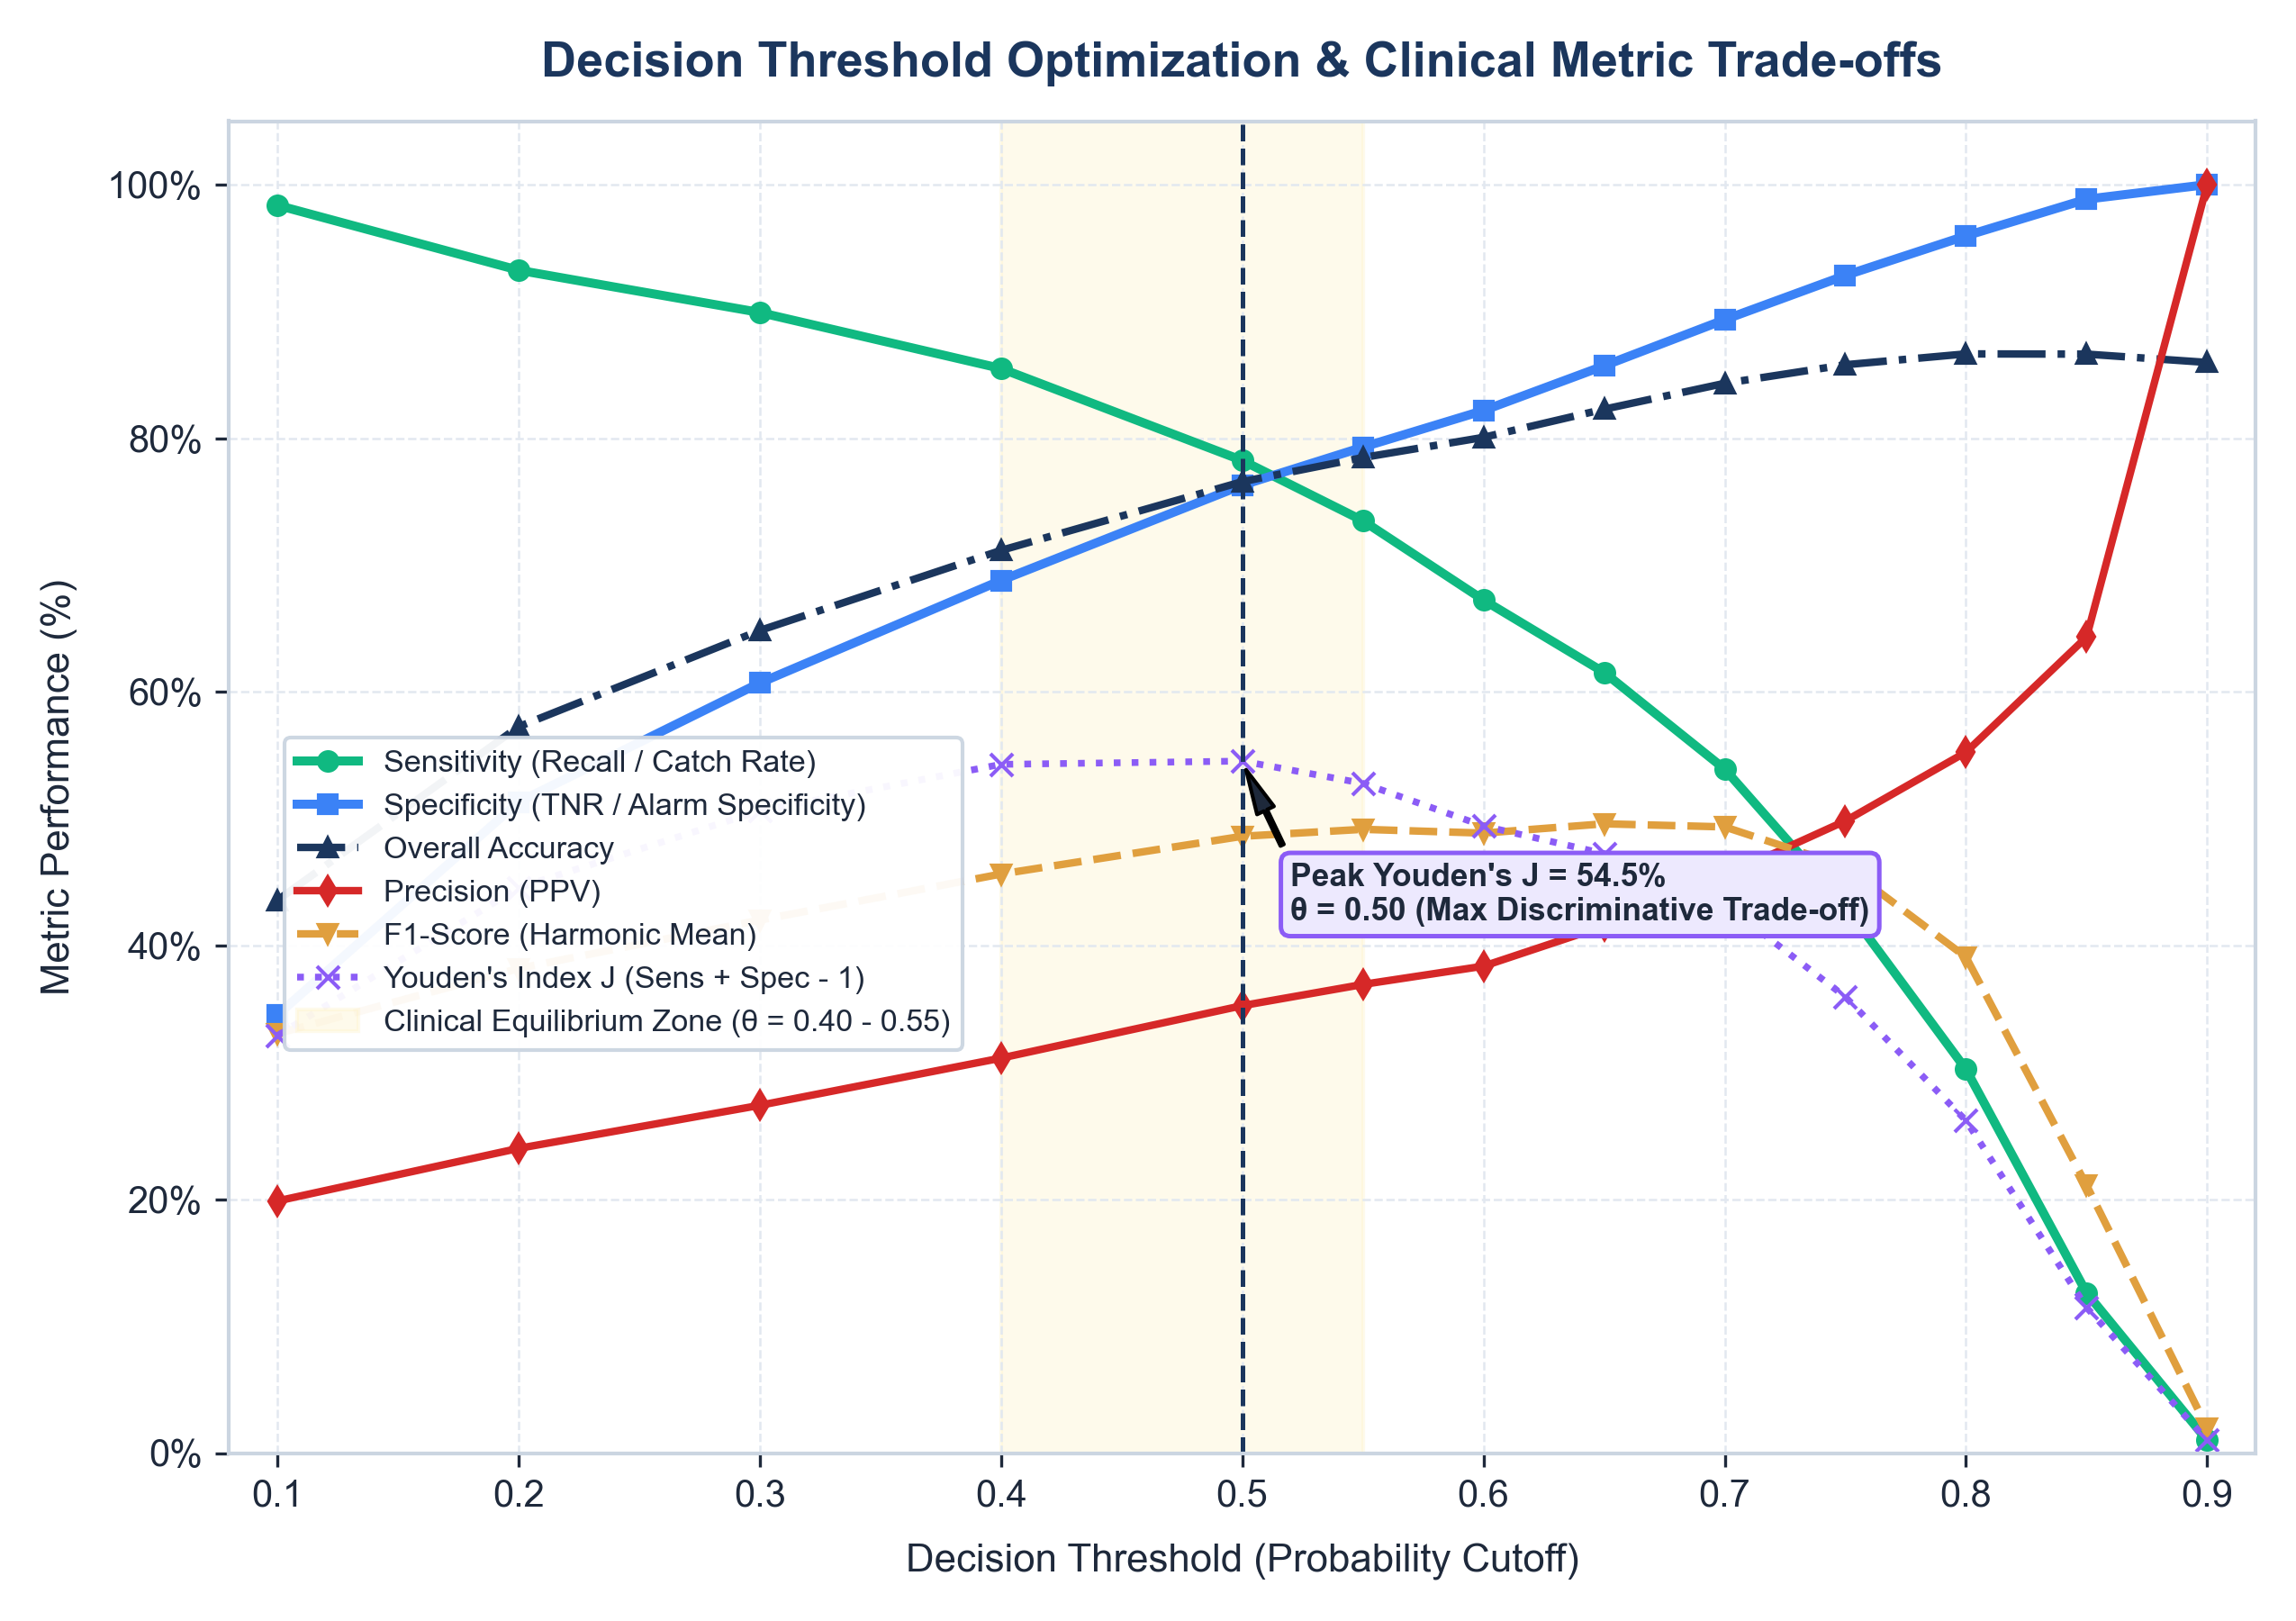 Decision Threshold Optimization & Clinical Metric Trade-offs
Metric Performance (%)
100%
80%
60%
40%
20%
0%
Sensitivity (Recall / Catch Rate)
Specificity (TNR / Alarm Specificity)
Overall Accuracy
Precision (PPV)
F1-Score (Harmonic Mean)
Youden's Index J (Sens + Spec - 1)
Clinical Equilibrium Zone (θ = 0.40 - 0.55)
Peak Youden's J = 54.5%
θ = 0.50 (Max Discriminative Trade-off)
0.1 0.2 0.3 0.4 0.5 0.6 0.7 0.8 0.9
Decision Threshold (Probability Cutoff)